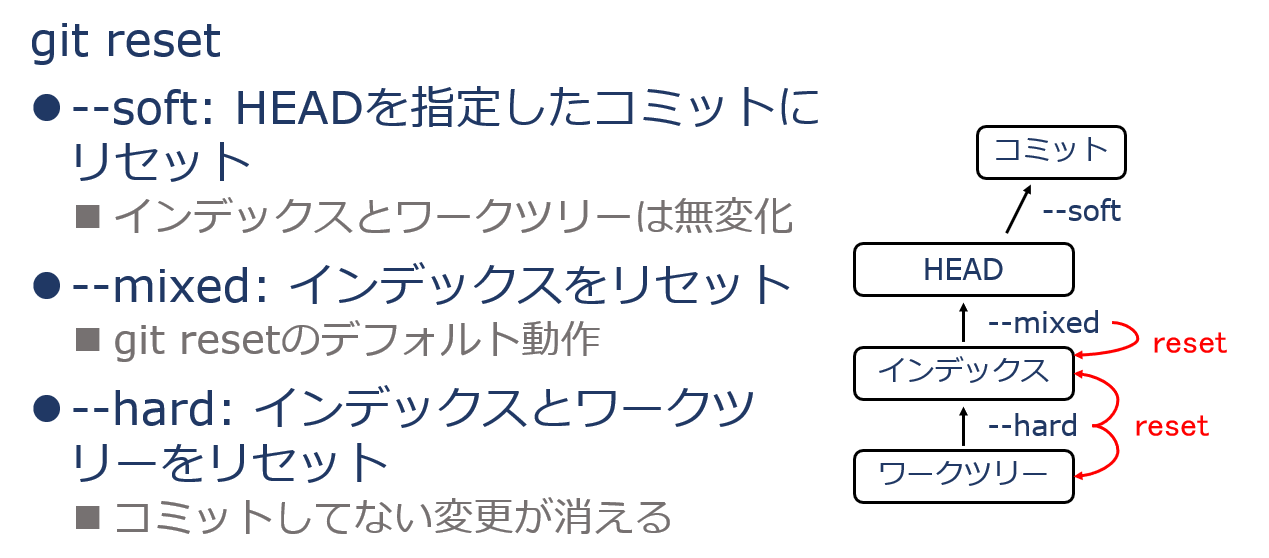 git reset
●--soft: HEADを指定したコミットに
リセット
■インデックスとワークツリーは無変化
●--mixed: インデックスをリセット
■git resetのデフォルト動作
●--hard: インデックスとワークツ
リーをリセット
■コミットしてない変更が消える
コミット
--soft
HEAD
--mixed
reset
インデックス
--hard
reset
ワークツリー